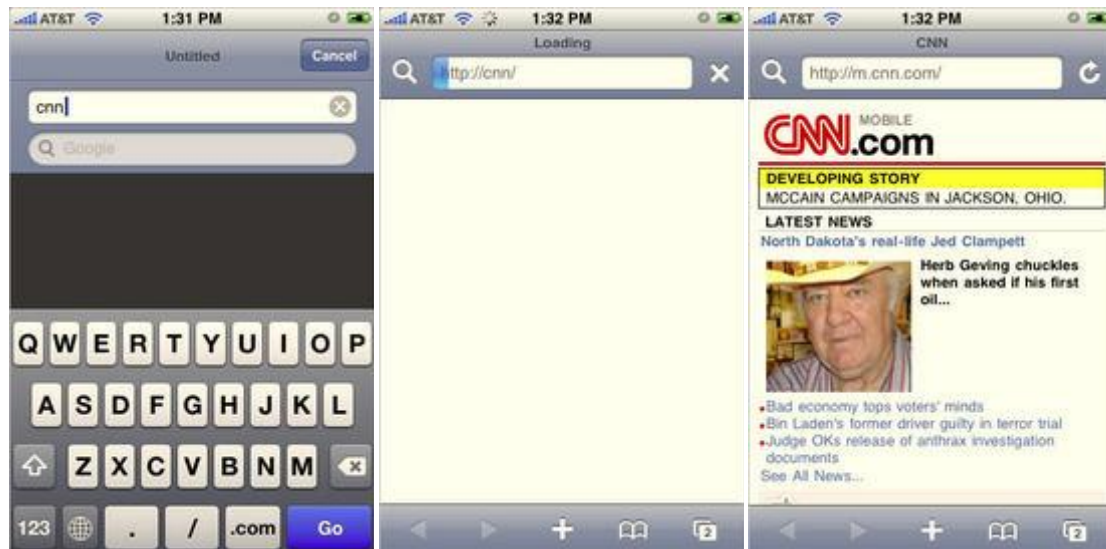 AT&T 1:31 PM
Untitled
Cancel
cnn
Google
Q W E R T Y U I O P
A S D F G H J K L
Z X C V B N M
123 . / .com Go
AT&T 1:32 PM
Loading
http://cnn/
2
AT&T 1:32 PM
CNN
http://m.cnn.com/
CNN MOBILE
.com
DEVELOPING STORY
MCCAIN CAMPAIGNS IN JACKSON, OHIO.
LATEST NEWS
North Dakota's real-life Jed Clampett
Herb Geving chuckles
when asked if his first
oil...
Bad economy tops voters' minds
Bin Laden's former driver guilty in terror trial
Judge OKs release of anthrax investigation
documents
See All News...
2